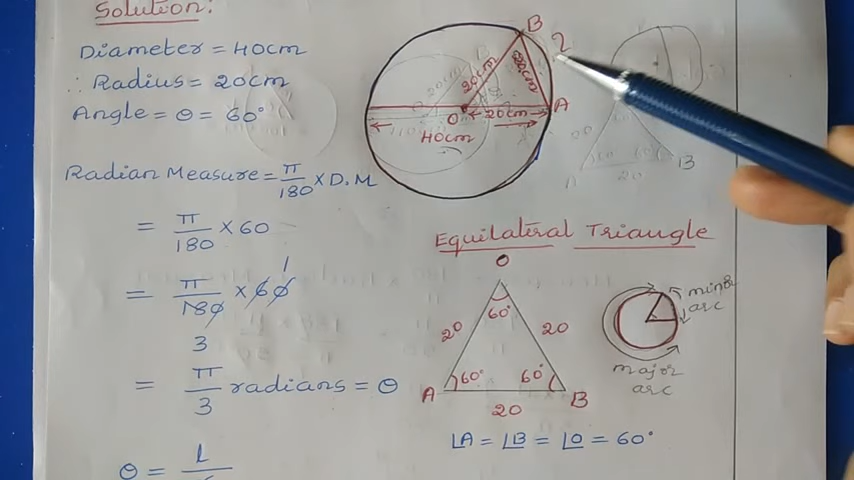 Solution:
Diameter = 40cm
∴ Radius = 20cm
Angle = θ = 60°
Radian Measure = π/180 × D.M
= π/180 × 60
= π/180 × 60 1
3
= π/3 radians = θ
θ = L
B
20cm
20cm
O
20cm
A
40cm
Equilateral Triangle
O
60°
20
20
60°
60°
A
20
B
∠A = ∠B = ∠O = 60°
minor
arc
major
arc